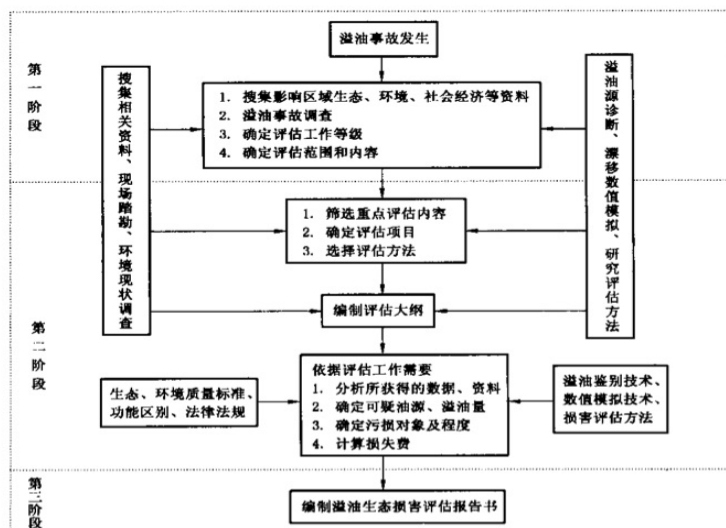 溢油事故发生
第一阶段
搜集相关资料、现场踏勘、环境现状调查
1. 搜集影响区域生态、环境、社会经济等资料
2. 溢油事故调查
3. 确定评估工作等级
4. 确定评估范围和内容
溢油源诊断、漂移数值模拟、研究评估方法
1. 筛选重点评估内容
2. 确定评估项目
3. 选择评估方法
编制评估大纲
第二阶段
依据评估工作需要
1. 分析所获得的数据、资料
2. 确定可疑油源、溢油量
3. 确定污损对象及程度
4. 计算损失费
生态、环境质量标准、
功能区别、法律法规
溢油鉴别技术、
数值模拟技术、
损害评估方法
第三阶段
编制溢油生态损害评估报告书